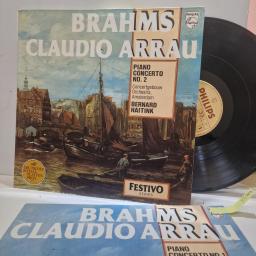 BRAHMS
CLAUDIO ARRAU
PIANO
CONCERTO
NO. 2
Concertgebouw
Orchestra,
Amsterdam
BERNARD
HAITINK
FESTIVO
PHILIPS
BRAHMS
CLAUDIO ARRAU
PIANO
CONCERTO